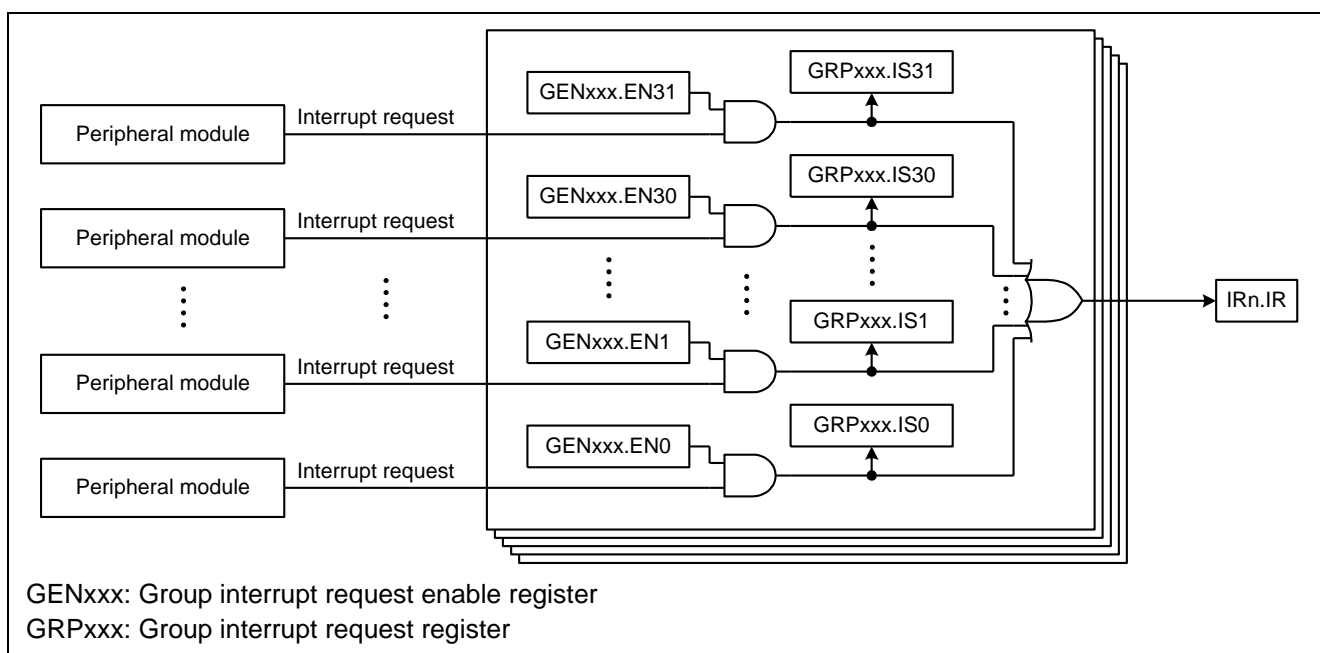 GRPxxx.IS31
GENxxx.EN31
Interrupt request
Peripheral module
GRPxxx.IS30
GENxxx.EN30
Interrupt request
Peripheral module
IRn.IR
GRPxxx.IS1
GENxxx.EN1
Interrupt request
Peripheral module
GRPxxx.IS0
GENxxx.EN0
Interrupt request
Peripheral module
GENxxx: Group interrupt request enable register
GRPxxx: Group interrupt request register